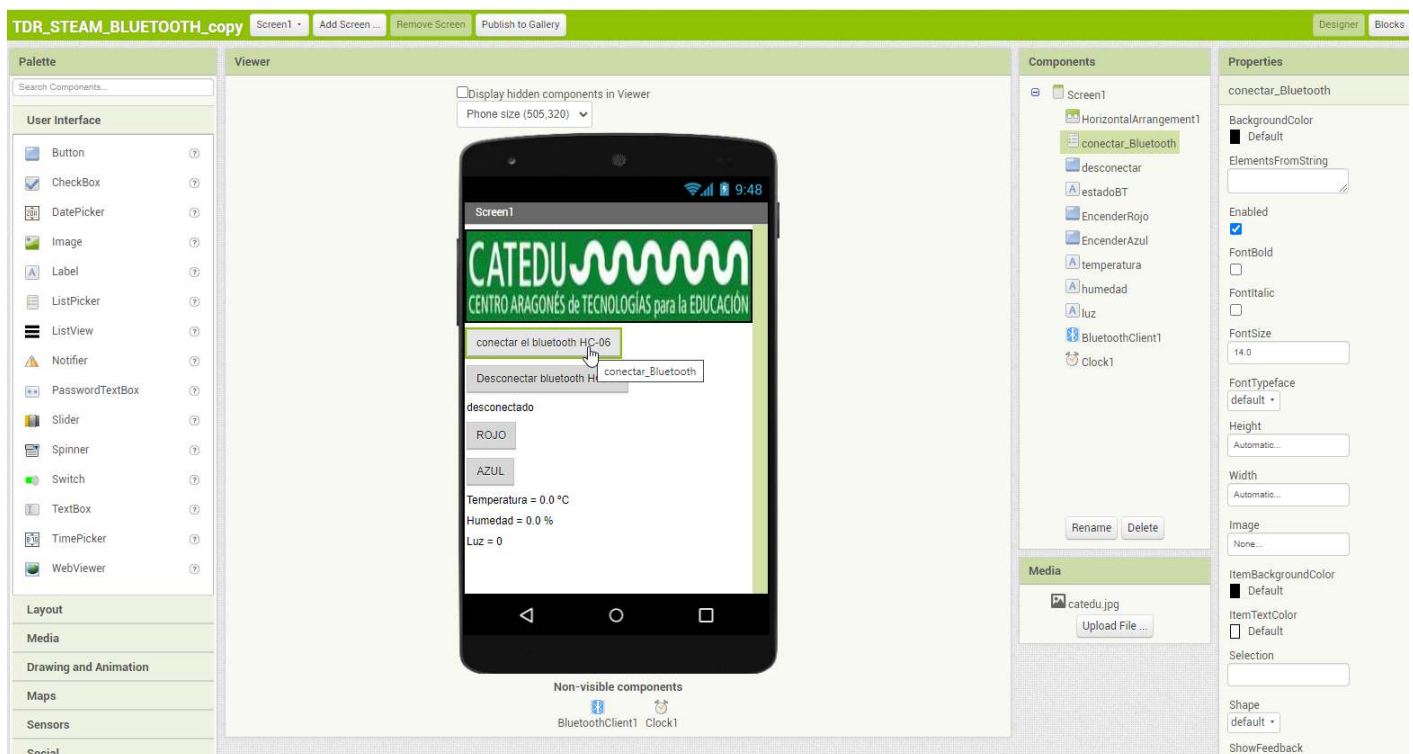 TDR_STEAM_BLUETOOTH_copy Screen1 Add Screen ... Remove Screen Publish to Gallery Designer Blocks
Palette
Search Components...
User Interface
Button
CheckBox
DatePicker
Image
Label
ListPicker
ListView
Notifier
PasswordTextBox
Slider
Spinner
Switch
TextBox
TimePicker
WebViewer
Layout
Media
Drawing and Animation
Maps
Sensors
Social
Viewer
Display hidden components in Viewer
Phone size (505,320)
9:48
Screen1
CATEDU
CENTRO ARAGONÉS de TECNOLOGÍAS para la EDUCACIÓN
conectar el bluetooth HC-06
conectar_Bluetooth
Desconectar bluetooth
desconectado
ROJO
AZUL
Temperatura = 0.0 ºC
Humedad = 0.0 %
Luz = 0
Non-visible components
BluetoothClient1 Clock1
Components
Screen1
HorizontalArrangement1
conectar_Bluetooth
desconectar
estadoBT
EncenderRojo
EncenderAzul
temperatura
humedad
luz
BluetoothClient1
Clock1
Rename Delete
Media
catedu.jpg
Upload File ...
Properties
conectar_Bluetooth
BackgroundColor
Default
ElementsFromString
Enabled
FontBold
FontItalic
FontSize
14.0
FontTypeface
default
Height
Automatic...
Width
Automatic...
Image
None...
ItemBackgroundColor
Default
ItemTextColor
Default
Selection
Shape
default
ShowFeedback